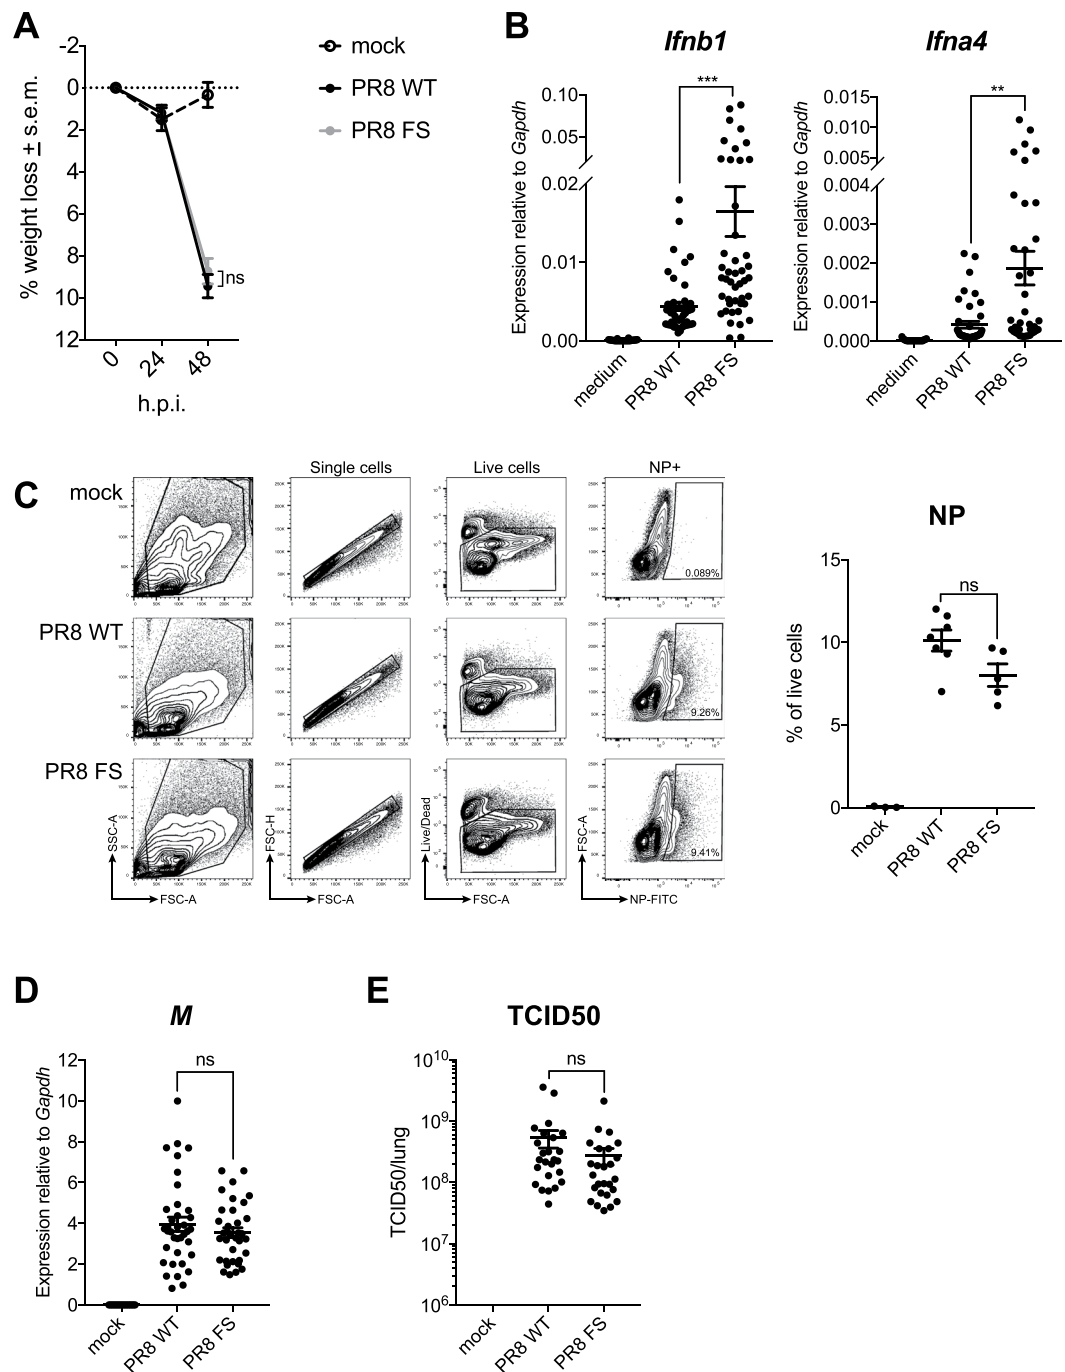 A
% weight loss ± s.e.m.
-2
0
2
4
6
8
10
12
0
24
48
h.p.i.
ns
mock
PR8 WT
PR8 FS
B
Ifnb1
Expression relative to Gapdh
0.10
0.05
0.02
0.010
0.00
***
medium
PR8 WT
PR8 FS
Ifna4
Expression relative to Gapdh
0.015
0.010
0.005
0.004
0.003
0.002
0.001
0.000
**
medium
PR8 WT
PR8 FS
C
Single cells
Live cells
NP+
mock
0.089%
PR8 WT
9.26%
PR8 FS
9.41%
SSC-A
FSC-A
FSC-H
FSC-A
Live/Dead
FSC-A
FSC-A
NP-FITC
NP
% of live cells
15
10
5
0
ns
mock
PR8 WT
PR8 FS
D
M
Expression relative to Gapdh
12
10
8
6
4
2
0
ns
mock
PR8 WT
PR8 FS
E
TCID50
TCID50/lung
10¹⁰
10⁹
10⁸
10⁷
10⁶
ns
mock
PR8 WT
PR8 FS